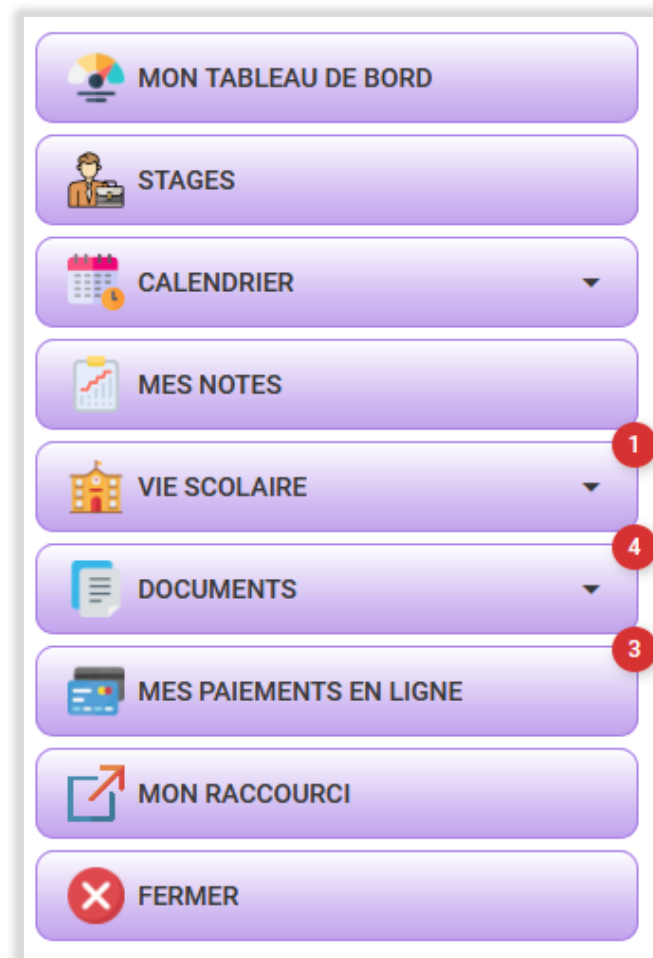 MON TABLEAU DE BORD
STAGES
CALENDRIER
MES NOTES
1
VIE SCOLAIRE
4
DOCUMENTS
3
MES PAIEMENTS EN LIGNE
MON RACCOURCI
FERMER